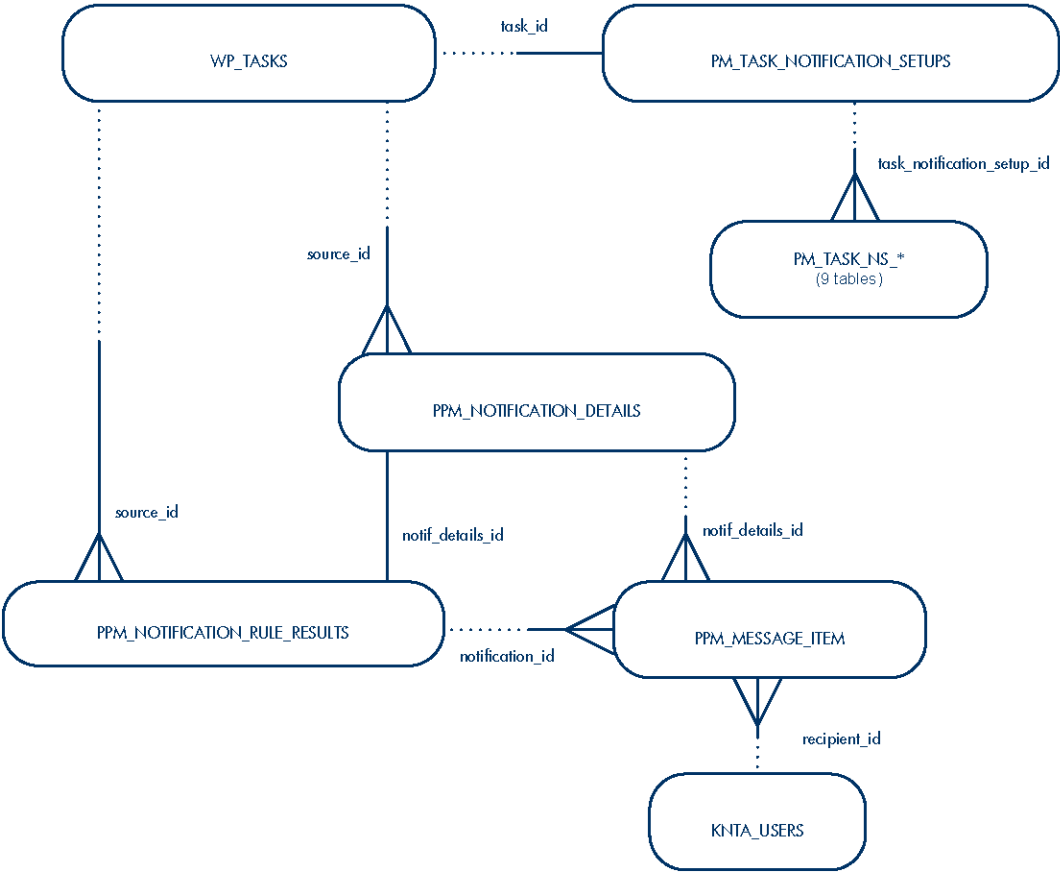 task_id
WP_TASKS
PM_TASK_NOTIFICATION_SETUPS
task_notification_setup_id
source_id
PM_TASK_NS_*
(9 tables)
PPM_NOTIFICATION_DETAILS
source_id
notif_details_id
notif_details_id
PPM_NOTIFICATION_RULE_RESULTS
notification_id
PPM_MESSAGE_ITEM
recipient_id
KNTA_USERS